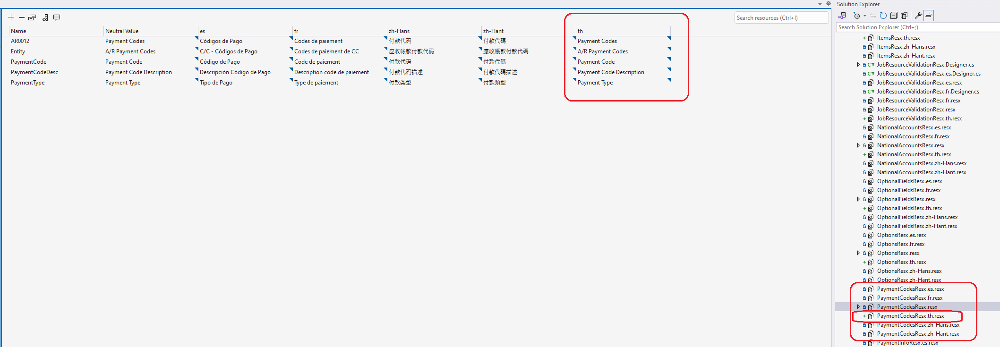 Solution Explorer
Search resources (Ctrl+I)
Search Solution Explorer (Ctrl+;)
Name Neutral Value es fr zh-Hans zh-Hant th
AR0012 Payment Codes Códigos de Pago Codes de paiement 付款代码 付款代碼 Payment Codes
Entity A/R Payment Codes C/C - Códigos de Pago Codes de paiement de CC 应收帐款付款代码 應收帳款付款代碼 A/R Payment Codes
PaymentCode Payment Code Código de Pago Code de paiement 付款代码 付款代碼 Payment Code
PaymentCodeDesc Payment Code Description Descripción Código de Pago Description code de paiement 付款代码描述 付款代碼描述 Payment Code Description
PaymentType Payment Type Tipo de Pago Type de paiement 付款类型 付款類型 Payment Type
ItemsResx.th.resx
ItemsResx.zh-Hans.resx
ItemsResx.zh-Hant.resx
C# JobResourceValidationResx.Designer.cs
C# JobResourceValidationResx.es.Designer.cs
JobResourceValidationResx.es.resx
C# JobResourceValidationResx.fr.Designer.cs
JobResourceValidationResx.fr.resx
JobResourceValidationResx.resx
JobResourceValidationResx.th.resx
NationalAccountsResx.es.resx
NationalAccountsResx.fr.resx
NationalAccountsResx.resx
NationalAccountsResx.th.resx
NationalAccountsResx.zh-Hans.resx
NationalAccountsResx.zh-Hant.resx
OptionalFieldsResx.es.resx
OptionalFieldsResx.fr.resx
OptionalFieldsResx.resx
OptionalFieldsResx.th.resx
OptionalFieldsResx.zh-Hans.resx
OptionalFieldsResx.zh-Hant.resx
OptionsResx.es.resx
OptionsResx.fr.resx
OptionsResx.resx
OptionsResx.th.resx
OptionsResx.zh-Hans.resx
OptionsResx.zh-Hant.resx
PaymentCodesResx.es.resx
PaymentCodesResx.fr.resx
PaymentCodesResx.resx
PaymentCodesResx.th.resx
PaymentCodesResx.zh-Hans.resx
PaymentCodesResx.zh-Hant.resx
PaymentInfoResx.es.resx